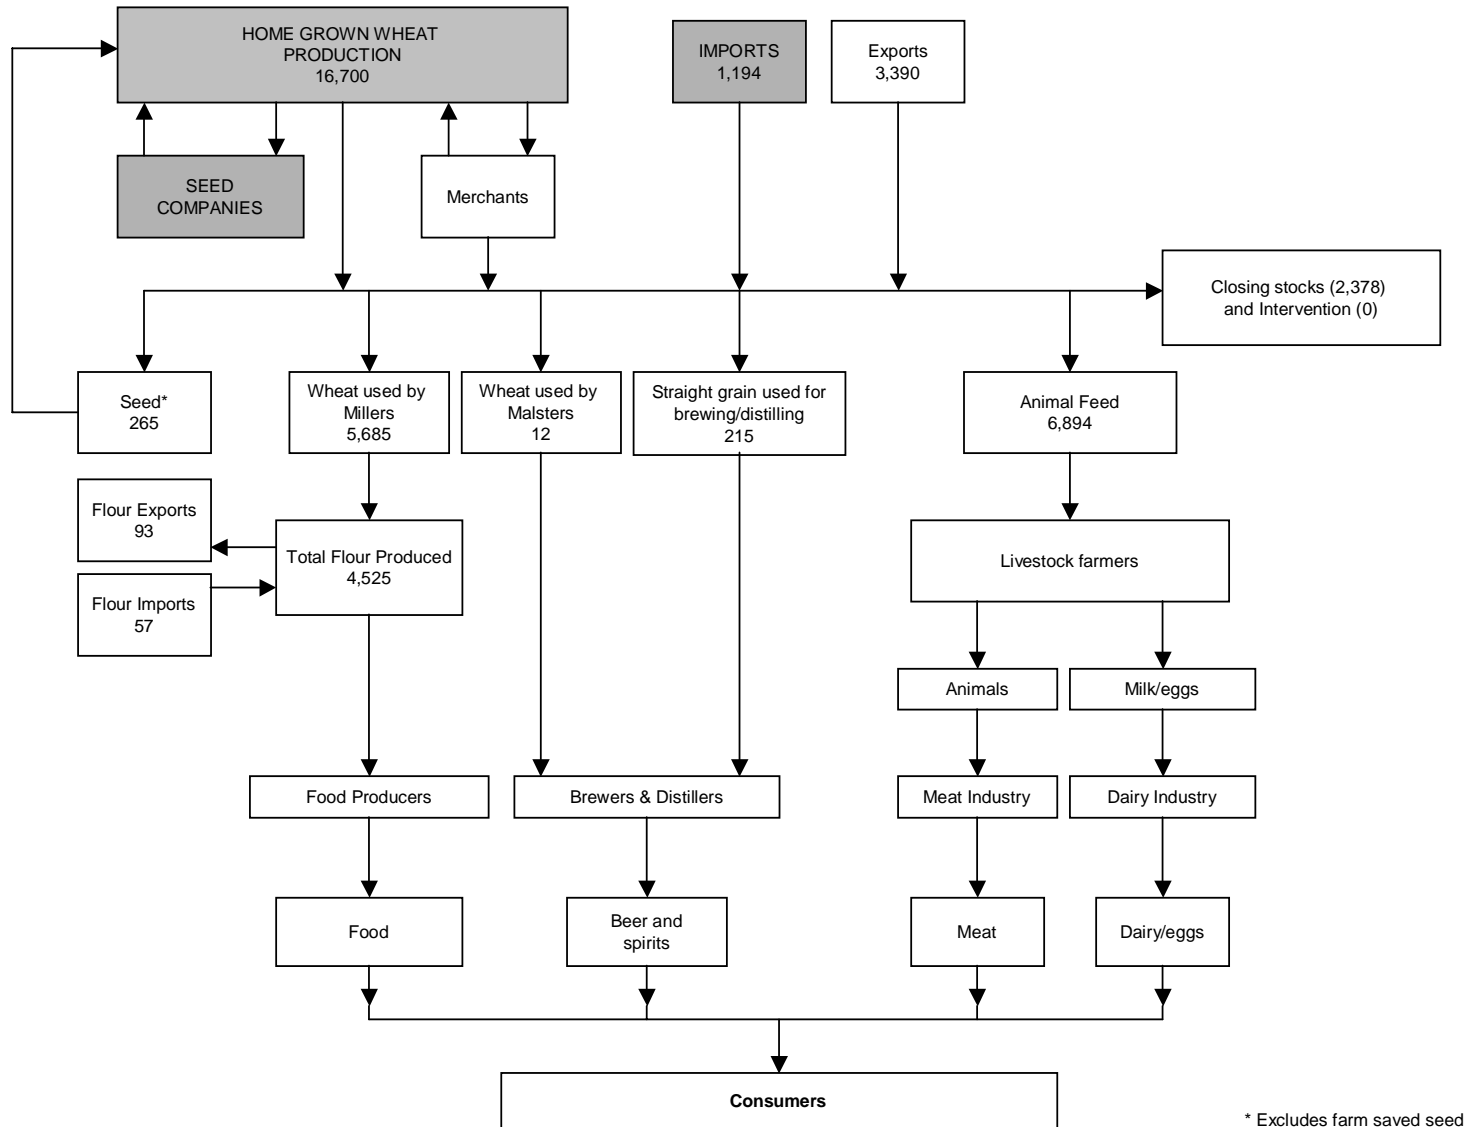 HOME GROWN WHEAT
PRODUCTION
16,700
IMPORTS
1,194
Exports
3,390
SEED
COMPANIES
Merchants
Closing stocks (2,378)
and Intervention (0)
Seed*
265
Wheat used by
Millers
5,685
Wheat used by
Malsters
12
Straight grain used for
brewing/distilling
215
Animal Feed
6,894
Flour Exports
93
Total Flour Produced
4,525
Flour Imports
57
Livestock farmers
Animals
Milk/eggs
Food Producers
Brewers & Distillers
Meat Industry
Dairy Industry
Food
Beer and
spirits
Meat
Dairy/eggs
Consumers
* Excludes farm saved seed